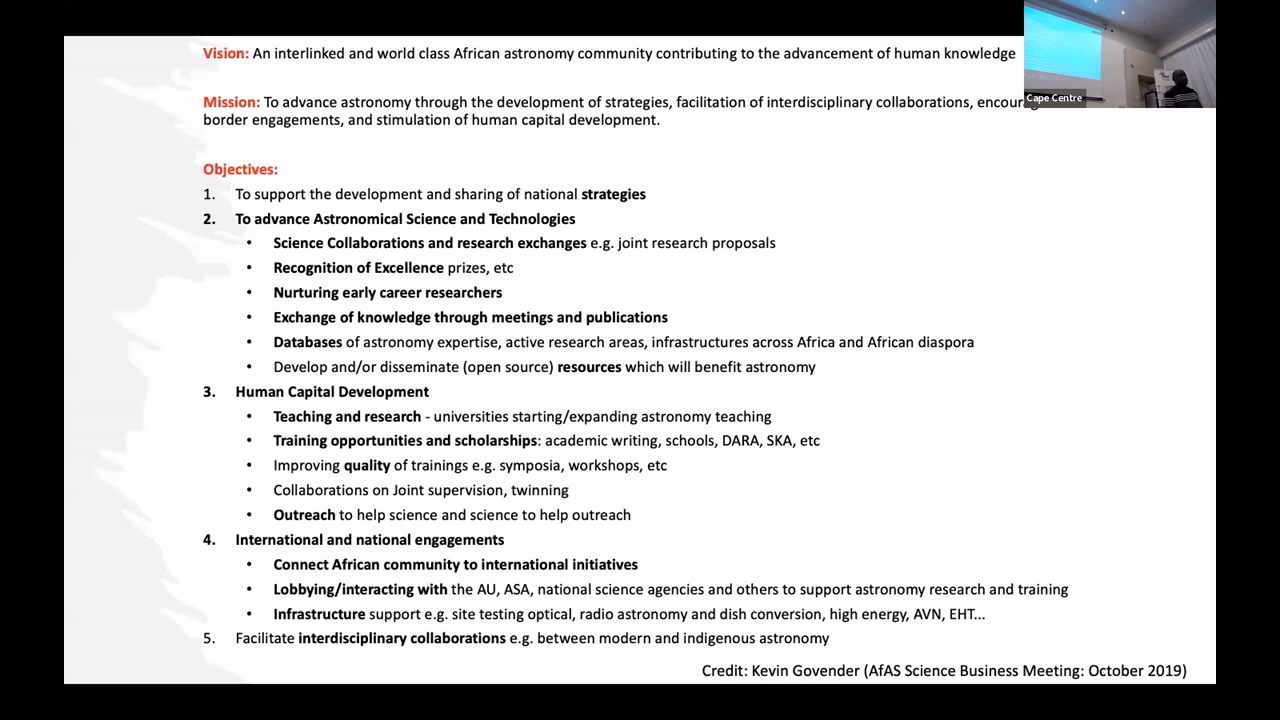 Vision: An interlinked and world class African astronomy community contributing to the advancement of human knowledge
Cape Centre
Mission: To advance astronomy through the development of strategies, facilitation of interdisciplinary collaborations,
border engagements, and stimulation of human capital development.
Objectives:
1. To support the development and sharing of national strategies
2. To advance Astronomical Science and Technologies
• Science Collaborations and research exchanges e.g. joint research proposals
• Recognition of Excellence prizes, etc
• Nurturing early career researchers
• Exchange of knowledge through meetings and publications
• Databases of astronomy expertise, active research areas, infrastructures across Africa and African diaspora
• Develop and/or disseminate (open source) resources which will benefit astronomy
3. Human Capital Development
• Teaching and research - universities starting/expanding astronomy teaching
• Training opportunities and scholarships: academic writing, schools, DARA, SKA, etc
• Improving quality of trainings e.g. symposia, workshops, etc
• Collaborations on Joint supervision, twinning
• Outreach to help science and science to help outreach
4. International and national engagements
• Connect African community to international initiatives
• Lobbying/interacting with the AU, ASA, national science agencies and others to support astronomy research and training
• Infrastructure support e.g. site testing optical, radio astronomy and dish conversion, high energy, AVN, EHT...
5. Facilitate interdisciplinary collaborations e.g. between modern and indigenous astronomy
Credit: Kevin Govender (AfAS Science Business Meeting: October 2019)